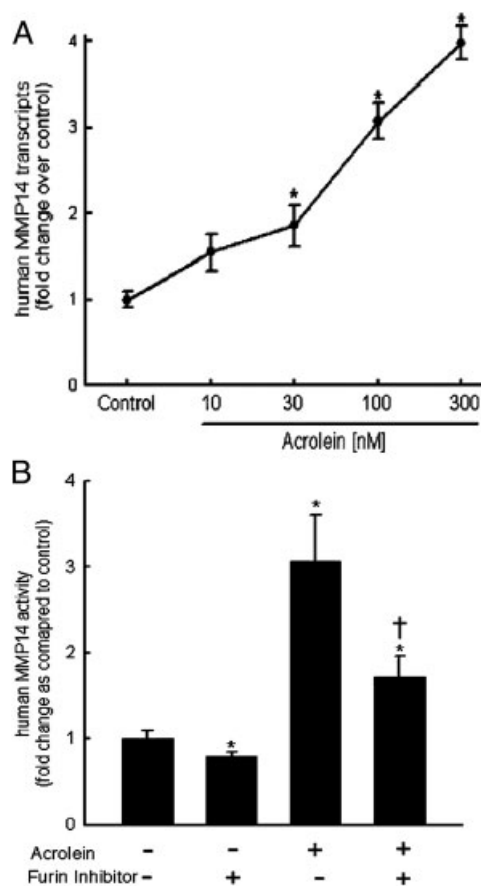 A
human MMP14 transcripts
(fold change over control)
4
3
2
1
0
*
*
*
Control 10 30 100 300
Acrolein [nM]
B
human MMP14 activity
(fold change as comapred to control)
4
3
2
1
0
*
*
†
*
Acrolein - - + +
Furin Inhibitor - + - +